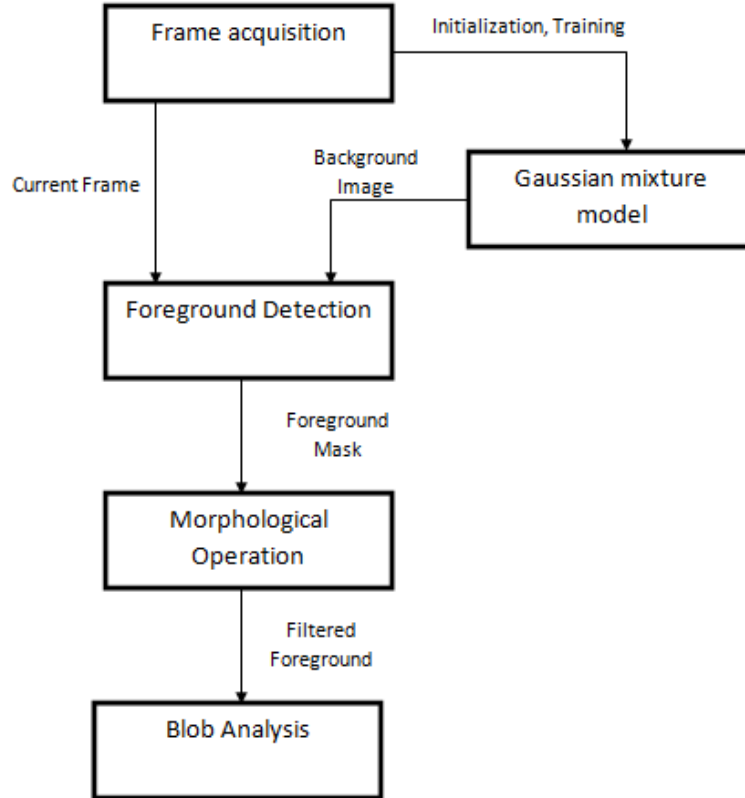 Frame acquisition
Initialization, Training
Current Frame
Background
Image
Gaussian mixture
model
Foreground Detection
Foreground
Mask
Morphological
Operation
Filtered
Foreground
Blob Analysis